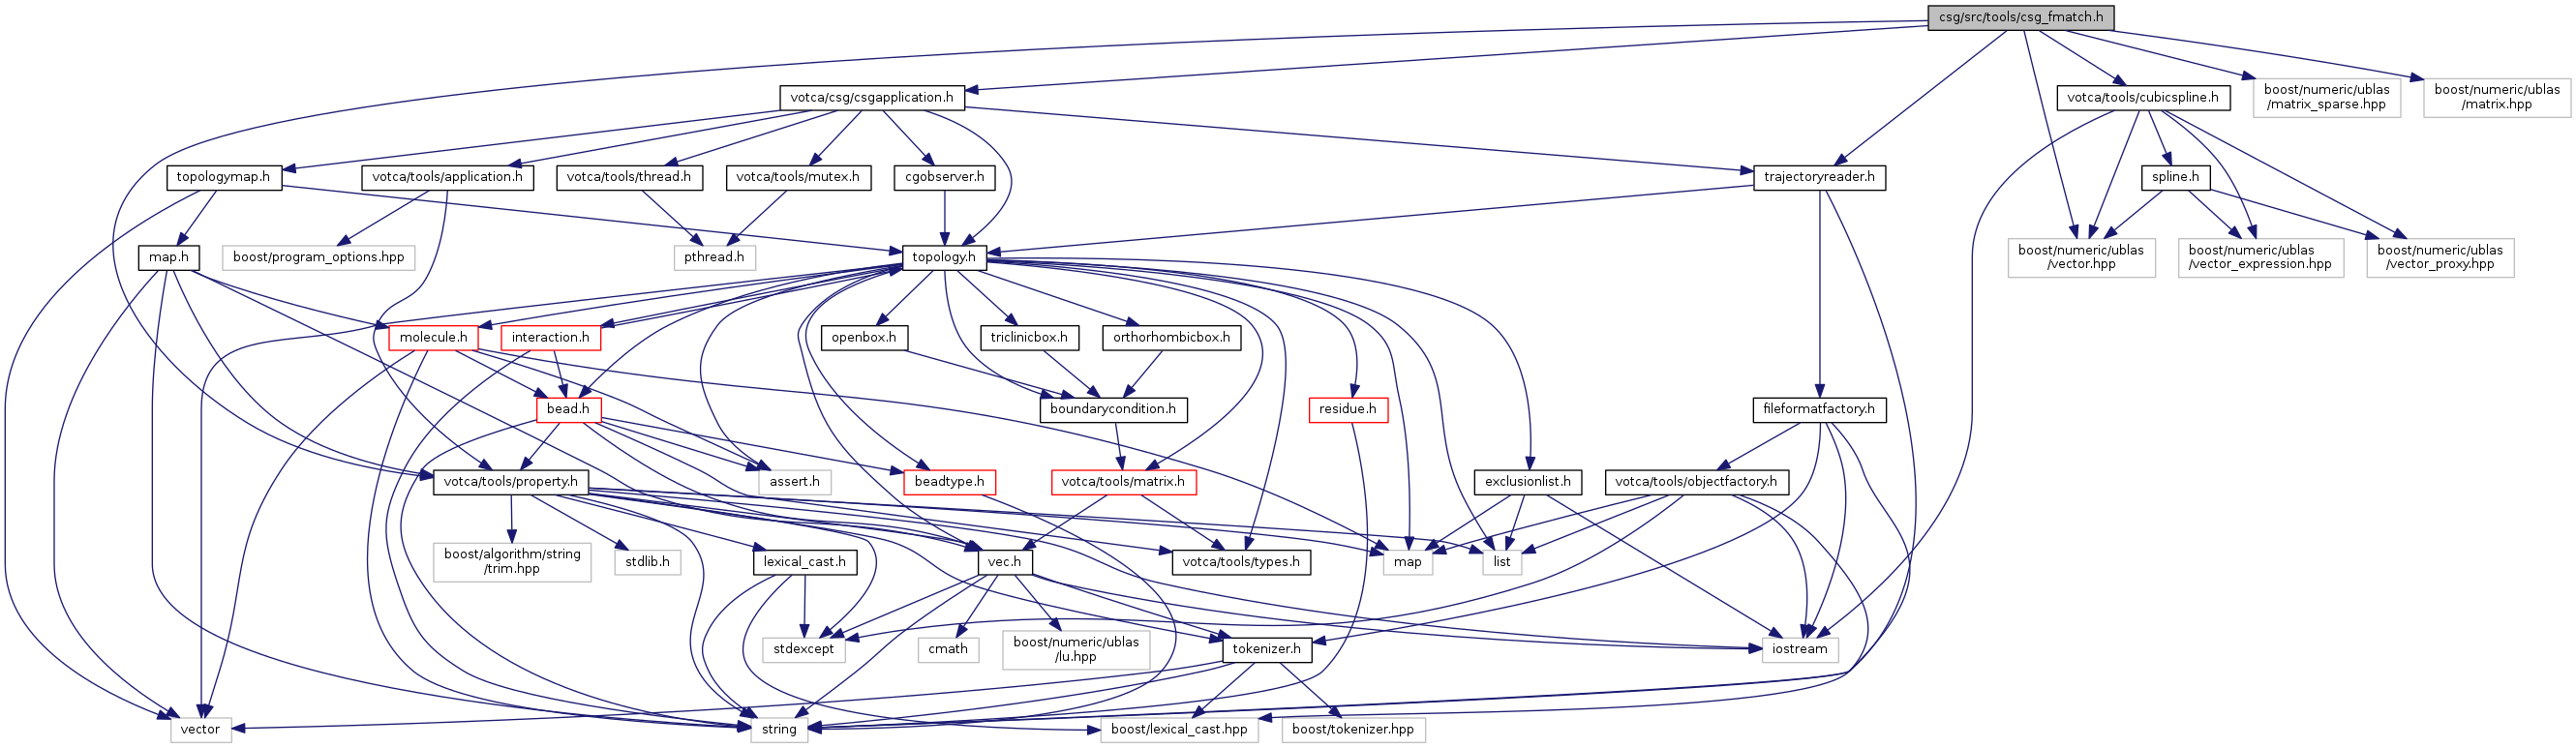 csg/src/tools/csg_fmatch.h
votca/csg/csgapplication.h
votca/tools/cubicspline.h
boost/numeric/ublas
/matrix_sparse.hpp
boost/numeric/ublas
/matrix.hpp
topologymap.h
votca/tools/application.h
votca/tools/thread.h
votca/tools/mutex.h
cgobserver.h
trajectoryreader.h
spline.h
map.h
boost/program_options.hpp
pthread.h
topology.h
boost/numeric/ublas
/vector.hpp
boost/numeric/ublas
/vector_expression.hpp
boost/numeric/ublas
/vector_proxy.hpp
molecule.h
interaction.h
openbox.h
triclinicbox.h
orthorhombicbox.h
bead.h
boundarycondition.h
residue.h
fileformatfactory.h
votca/tools/property.h
assert.h
beadtype.h
votca/tools/matrix.h
exclusionlist.h
votca/tools/objectfactory.h
boost/algorithm/string
/trim.hpp
stdlib.h
lexical_cast.h
vec.h
votca/tools/types.h
map
list
stdexcept
cmath
boost/numeric/ublas
/lu.hpp
tokenizer.h
iostream
vector
string
boost/lexical_cast.hpp
boost/tokenizer.hpp